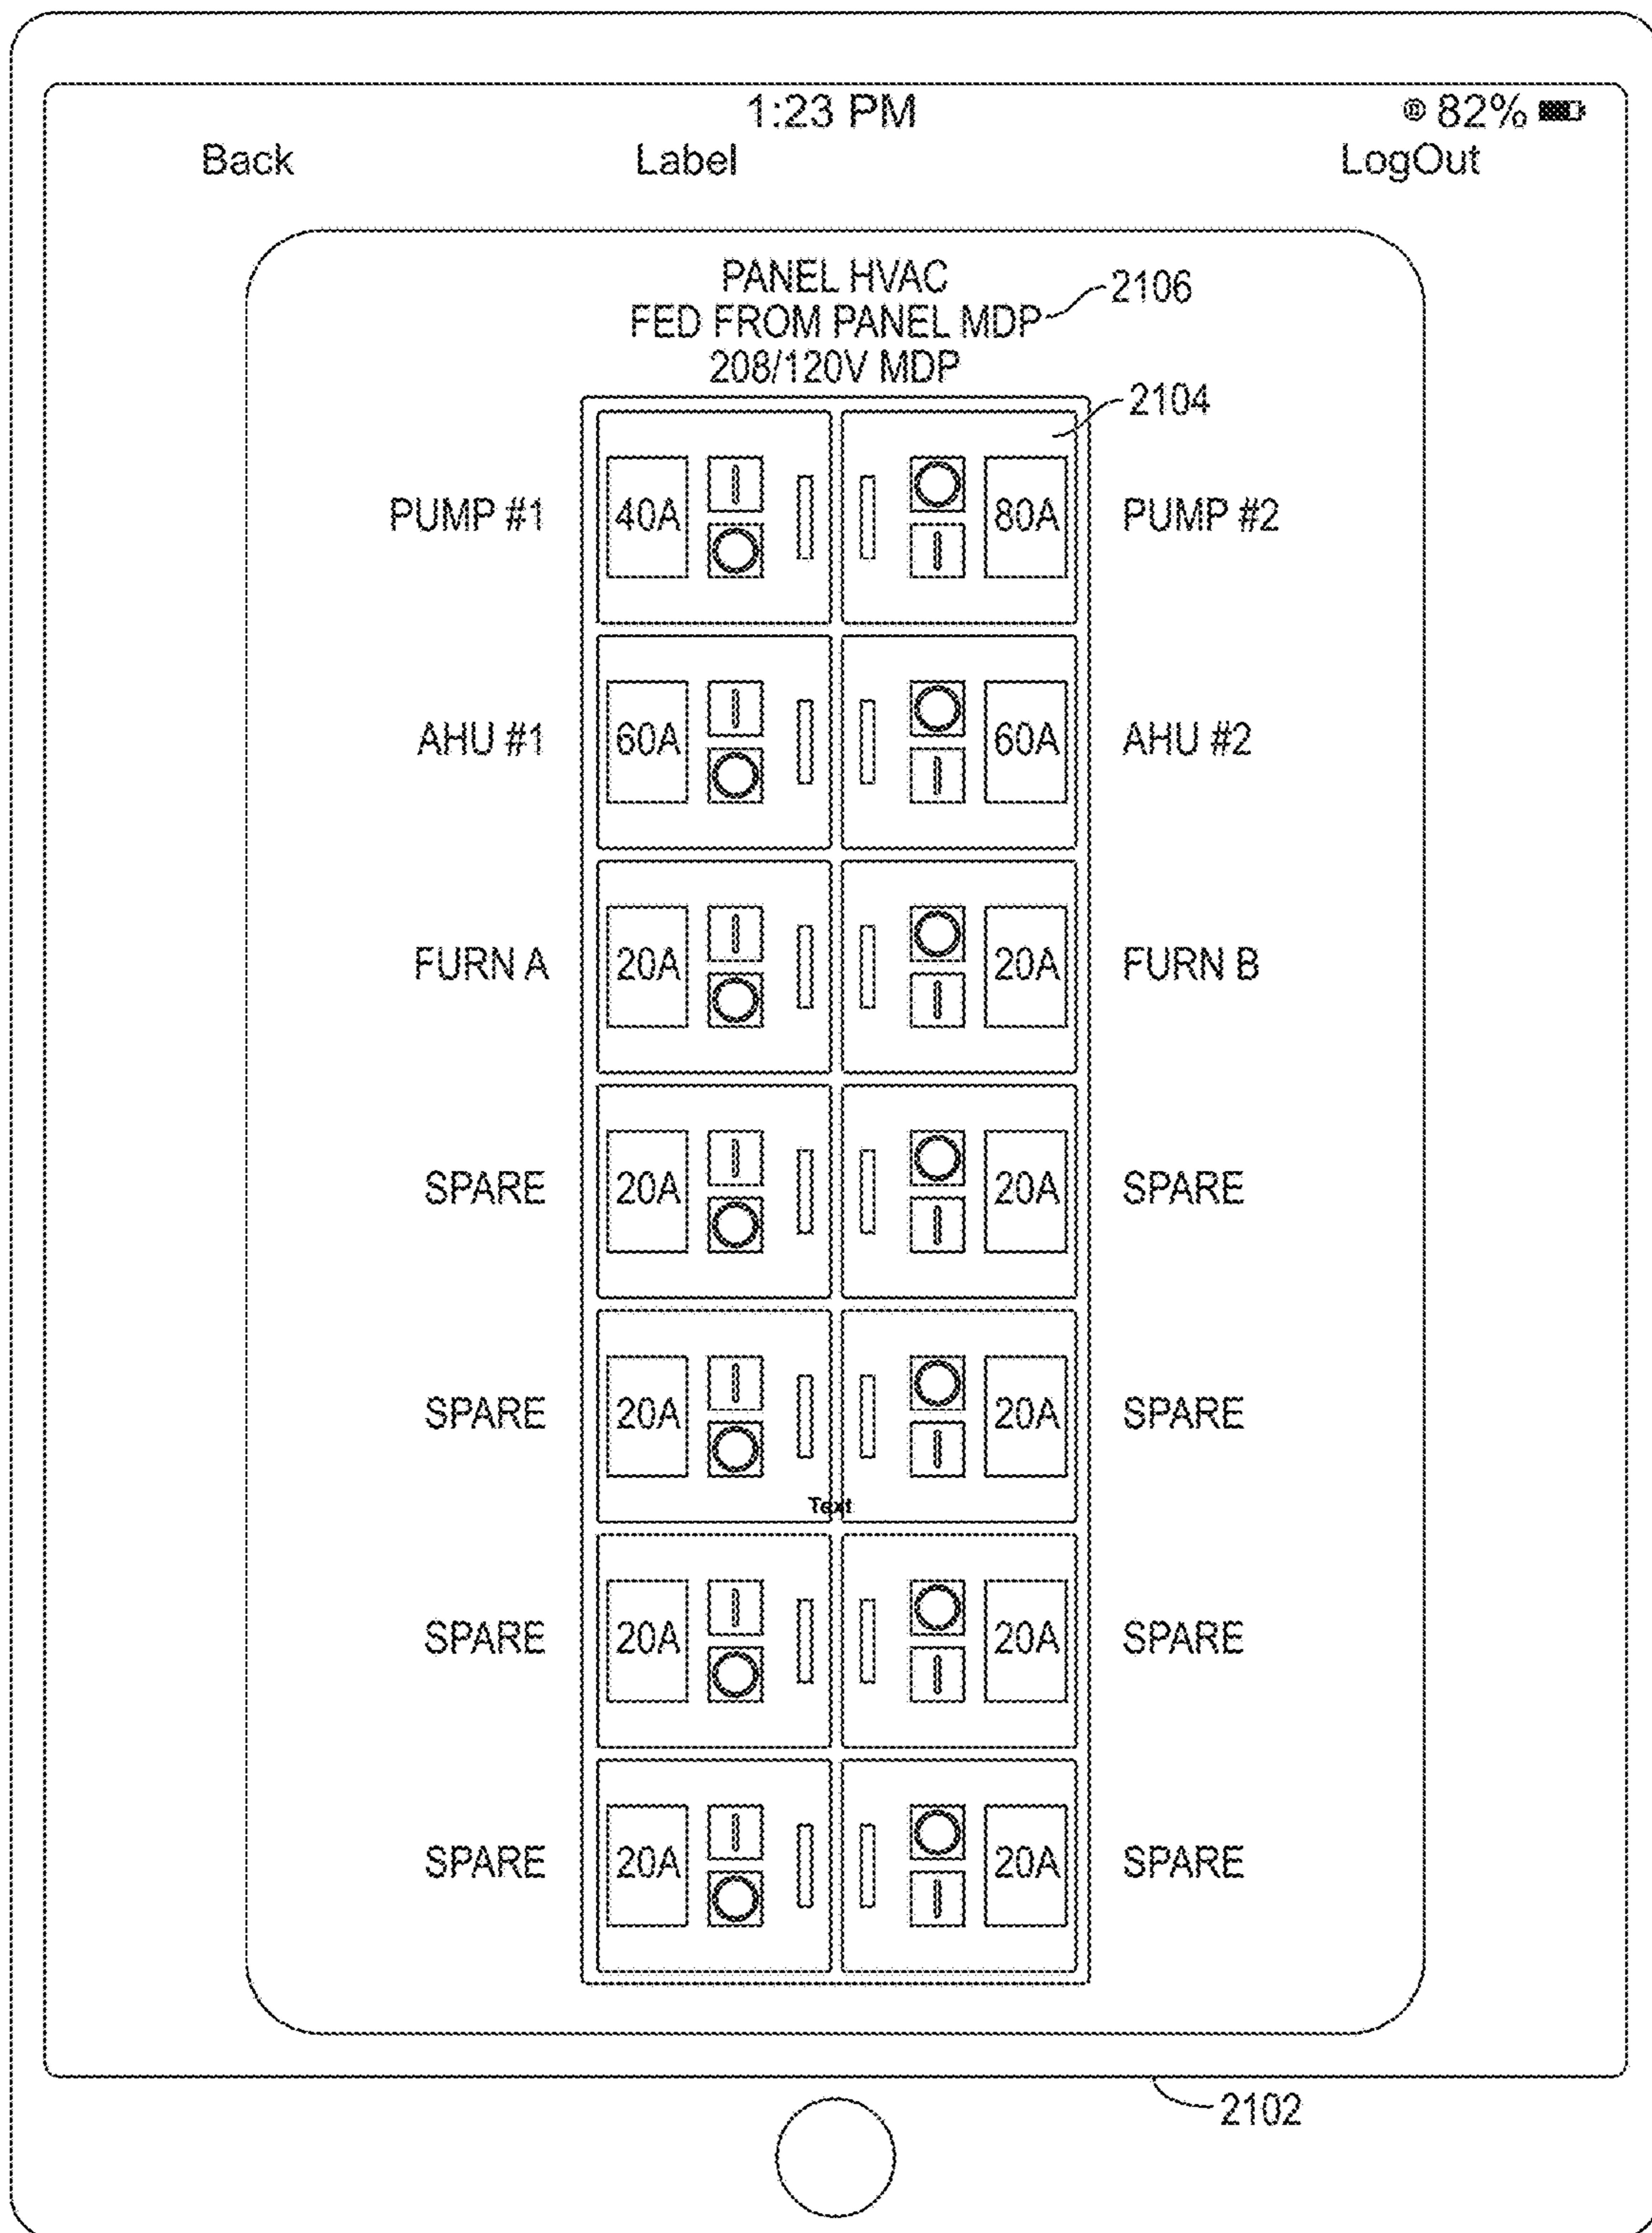 1:23 PM 82%
Back Label LogOut
PANEL HVAC
FED FROM PANEL MDP 2106
208/120V MDP
2104
PUMP #1 40A 80A PUMP #2
AHU #1 60A 60A AHU #2
FURN A 20A 20A FURN B
SPARE 20A 20A SPARE
SPARE 20A 20A SPARE
Text
SPARE 20A 20A SPARE
SPARE 20A 20A SPARE
2102